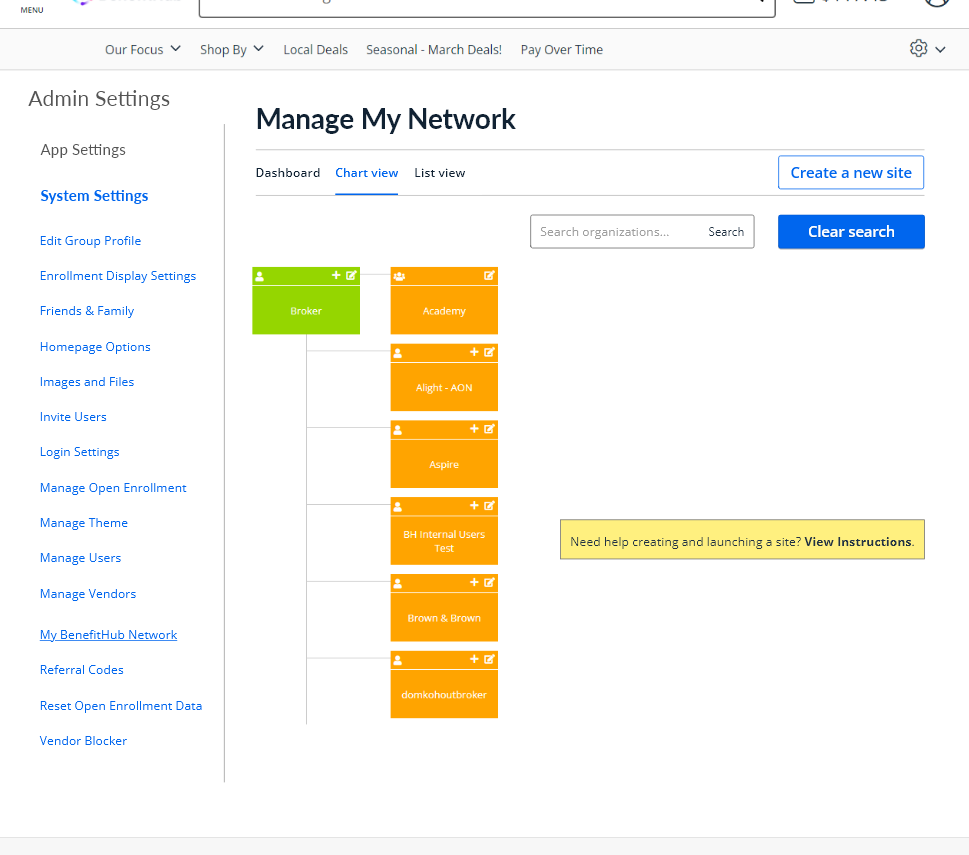 MENU
Our Focus
Shop By
Local Deals
Seasonal - March Deals!
Pay Over Time
Admin Settings
App Settings
System Settings
Edit Group Profile
Enrollment Display Settings
Friends & Family
Homepage Options
Images and Files
Invite Users
Login Settings
Manage Open Enrollment
Manage Theme
Manage Users
Manage Vendors
My BenefitHub Network
Referral Codes
Reset Open Enrollment Data
Vendor Blocker
Manage My Network
Dashboard
Chart view
List view
Create a new site
Search organizations...
Search
Clear search
Broker
Academy
Alight - AON
Aspire
BH Internal Users
Test
Brown & Brown
domkohoutbroker
Need help creating and launching a site? View Instructions.